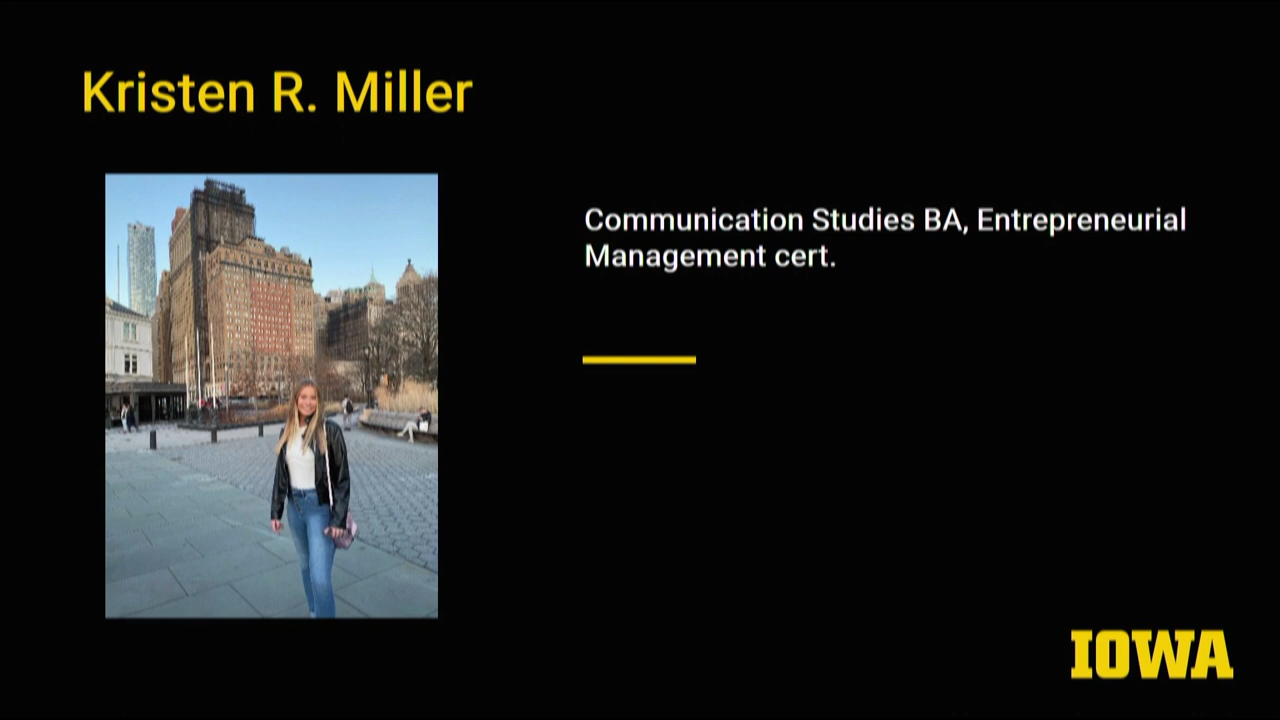 Kristen R. Miller
Communication Studies BA, Entrepreneurial
Management cert.
IOWA